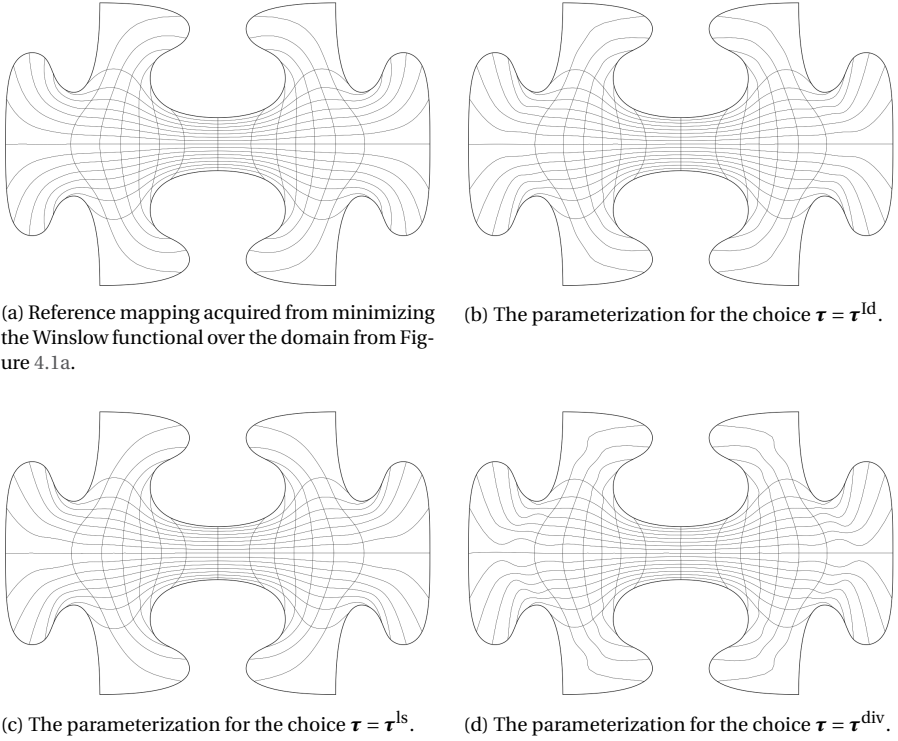 (a) Reference mapping acquired from minimizing
the Winslow functional over the domain from Fig-
ure 4.1a.
(b) The parameterization for the choice τ = τ^Id.
(c) The parameterization for the choice τ = τ^ls.
(d) The parameterization for the choice τ = τ^div.